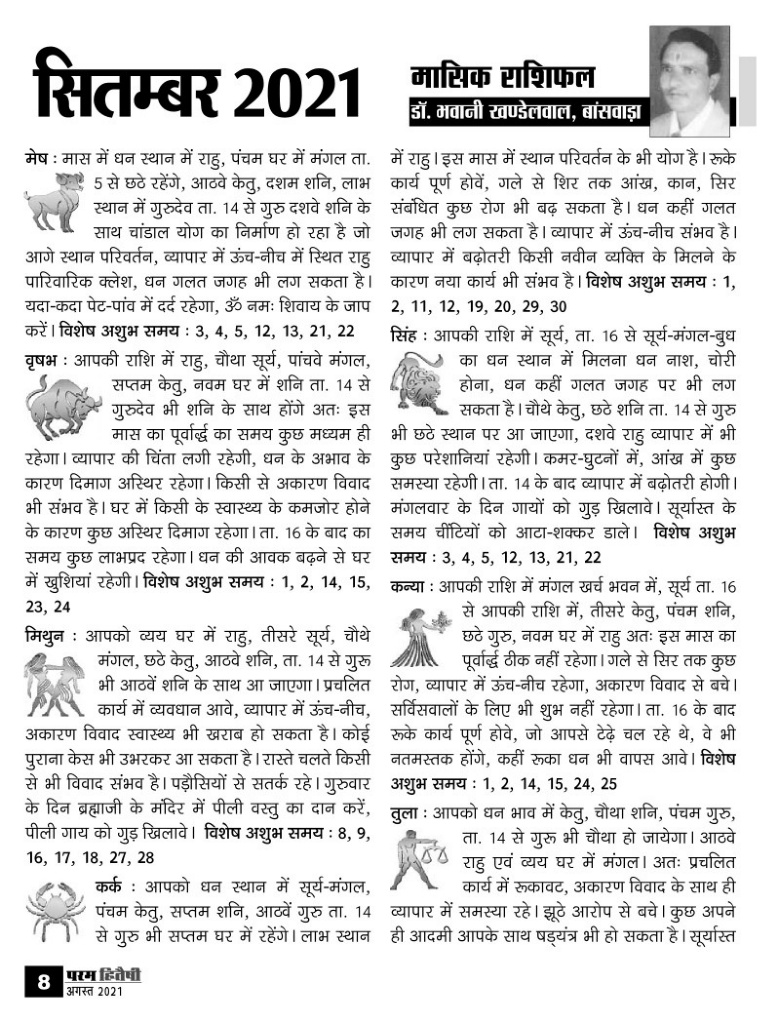 सितम्बर 2021
मासिक राशिफल
डॉ. भवानी खण्डेलवाल, बांसवाड़ा
मेष : मास में धन स्थान में राहु, पंचम घर में मंगल ता.
5 से छठे रहेंगे, आठवे केतु, दशम शनि, लाभ
स्थान में गुरुदेव ता. 14 से गुरु दशवे शनि के
साथ चांडाल योग का निर्माण हो रहा है जो
आगे स्थान परिवर्तन, व्यापार में ऊंच-नीच में स्थित राहु
पारिवारिक क्लेश, धन गलत जगह भी लग सकता है।
यदा-कदा पेट-पांव में दर्द रहेगा, ॐ नमः शिवाय के जाप
करें। विशेष अशुभ समय : 3, 4, 5, 12, 13, 21, 22
वृषभ : आपकी राशि में राहु, चौथा सूर्य, पांचवे मंगल,
सप्तम केतु, नवम घर में शनि ता. 14 से
गुरुदेव भी शनि के साथ होंगे अतः इस
मास का पूर्वार्द्ध का समय कुछ मध्यम ही
रहेगा। व्यापार की चिंता लगी रहेगी, धन के अभाव के
कारण दिमाग अस्थिर रहेगा। किसी से अकारण विवाद
भी संभव है। घर में किसी के स्वास्थ्य के कमजोर होने
के कारण कुछ अस्थिर दिमाग रहेगा। ता. 16 के बाद का
समय कुछ लाभप्रद रहेगा। धन की आवक बढ़ने से घर
में खुशियां रहेगी। विशेष अशुभ समय : 1, 2, 14, 15,
23, 24
मिथुन : आपको व्यय घर में राहु, तीसरे सूर्य, चौथे
मंगल, छठे केतु, आठवे शनि, ता. 14 से गुरू
भी आठवें शनि के साथ आ जाएगा। प्रचलित
कार्य में व्यवधान आवे, व्यापार में ऊंच-नीच,
अकारण विवाद स्वास्थ्य भी खराब हो सकता है। कोई
पुराना केस भी उभरकर आ सकता है। रास्ते चलते किसी
से भी विवाद संभव है। पड़ौसियों से सतर्क रहे। गुरुवार
के दिन ब्रह्माजी के मंदिर में पीली वस्तु का दान करें,
पीली गाय को गुड़ खिलावे। विशेष अशुभ समय : 8, 9,
16, 17, 18, 27, 28
कर्क : आपको धन स्थान में सूर्य-मंगल,
पंचम केतु, सप्तम शनि, आठवें गुरु ता. 14
से गुरू भी सप्तम घर में रहेंगे। लाभ स्थान
में राहु। इस मास में स्थान परिवर्तन के भी योग है। रूके
कार्य पूर्ण होवें, गले से शिर तक आंख, कान, सिर
संबंधित कुछ रोग भी बढ़ सकता है। धन कहीं गलत
जगह भी लग सकता है। व्यापार में ऊंच-नीच संभव है।
व्यापार में बढ़ोतरी किसी नवीन व्यक्ति के मिलने के
कारण नया कार्य भी संभव है। विशेष अशुभ समय : 1,
2, 11, 12, 19, 20, 29, 30
सिंह : आपकी राशि में सूर्य, ता. 16 से सूर्य-मंगल-बुध
का धन स्थान में मिलना धन नाश, चोरी
होना, धन कहीं गलत जगह पर भी लग
सकता है। चौथे केतु, छठे शनि ता. 14 से गुरु
भी छठे स्थान पर आ जाएगा, दशवे राहु व्यापार में भी
कुछ परेशानियां रहेगी। कमर-घुटनों में, आंख में कुछ
समस्या रहेगी। ता. 14 के बाद व्यापार में बढ़ोतरी होगी।
मंगलवार के दिन गायों को गुड़ खिलावे। सूर्यास्त के
समय चींटियों को आटा-शक्कर डाले। विशेष अशुभ
समय : 3, 4, 5, 12, 13, 21, 22
कन्या : आपकी राशि में मंगल खर्च भवन में, सूर्य ता. 16
से आपकी राशि में, तीसरे केतु, पंचम शनि,
छठे गुरु, नवम घर में राहु अतः इस मास का
पूर्वार्द्ध ठीक नहीं रहेगा। गले से सिर तक कुछ
रोग, व्यापार में ऊंच-नीच रहेगा, अकारण विवाद से बचे।
सर्विसवालों के लिए भी शुभ नहीं रहेगा। ता. 16 के बाद
रूके कार्य पूर्ण होवे, जो आपसे टेढ़े चल रहे थे, वे भी
नतमस्तक होंगे, कहीं रूका धन भी वापस आवे। विशेष
अशुभ समय : 1, 2, 14, 15, 24, 25
तुला : आपको धन भाव में केतु, चौथा शनि, पंचम गुरु,
ता. 14 से गुरू भी चौथा हो जायेगा। आठवे
राहु एवं व्यय घर में मंगल। अतः प्रचलित
कार्य में रूकावट, अकारण विवाद के साथ ही
व्यापार में समस्या रहे। झूठे आरोप से बचे। कुछ अपने
ही आदमी आपके साथ षड्यंत्र भी हो सकता है। सूर्यास्त
8
परम हितैषी
अगस्त 2021